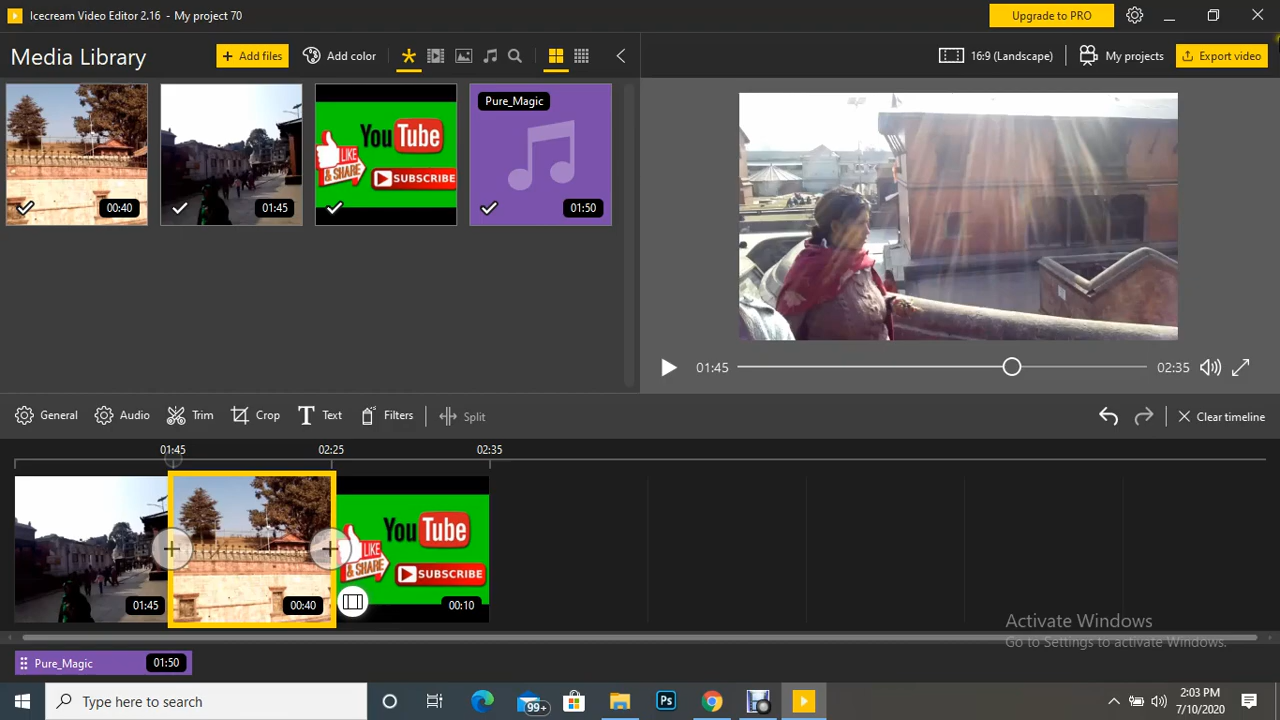 Icecream Video Editor 2.16 - My project 70
Upgrade to PRO
Media Library
+ Add files
Add color
16:9 (Landscape)
My projects
Export video
00:40
01:45
YouTube
LIKE
& SHARE
SUBSCRIBE
Pure_Magic
01:50
01:45
02:35
General
Audio
Trim
Crop
Text
Filters
Split
Clear timeline
01:45
02:25
02:35
01:45
00:40
YouTube
LIKE
& SHARE
SUBSCRIBE
00:10
Activate Windows
Go to Settings to activate Windows.
Pure_Magic
01:50
Type here to search
99+
Ps
2:03 PM
7/10/2020